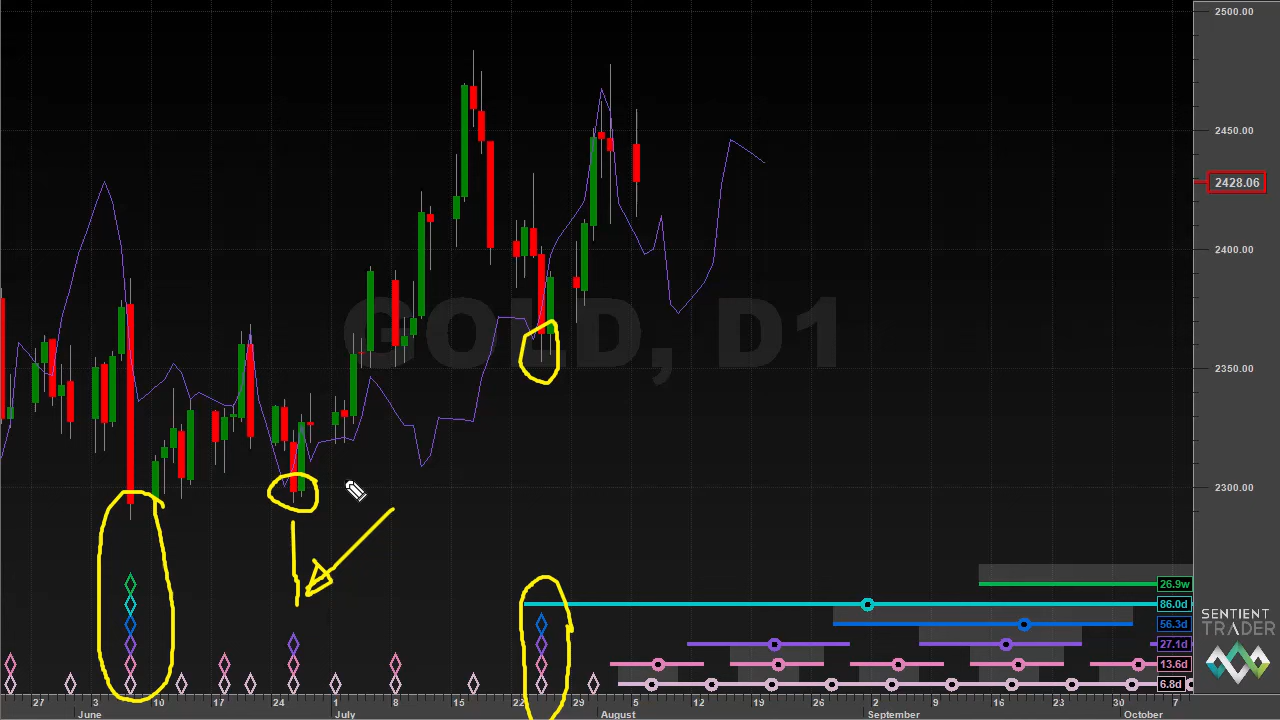 2500.00
2450.00
2428.06
2400.00
GOLD, D1
2350.00
2300.00
26.9w
86.0d
56.3d
27.1d
13.6d
6.8d
SENTIENT
TRADER
27 3 10 17 24 1 8 15 22 29 5 12 19 26 2 9 16 23 30 7
June July August September October